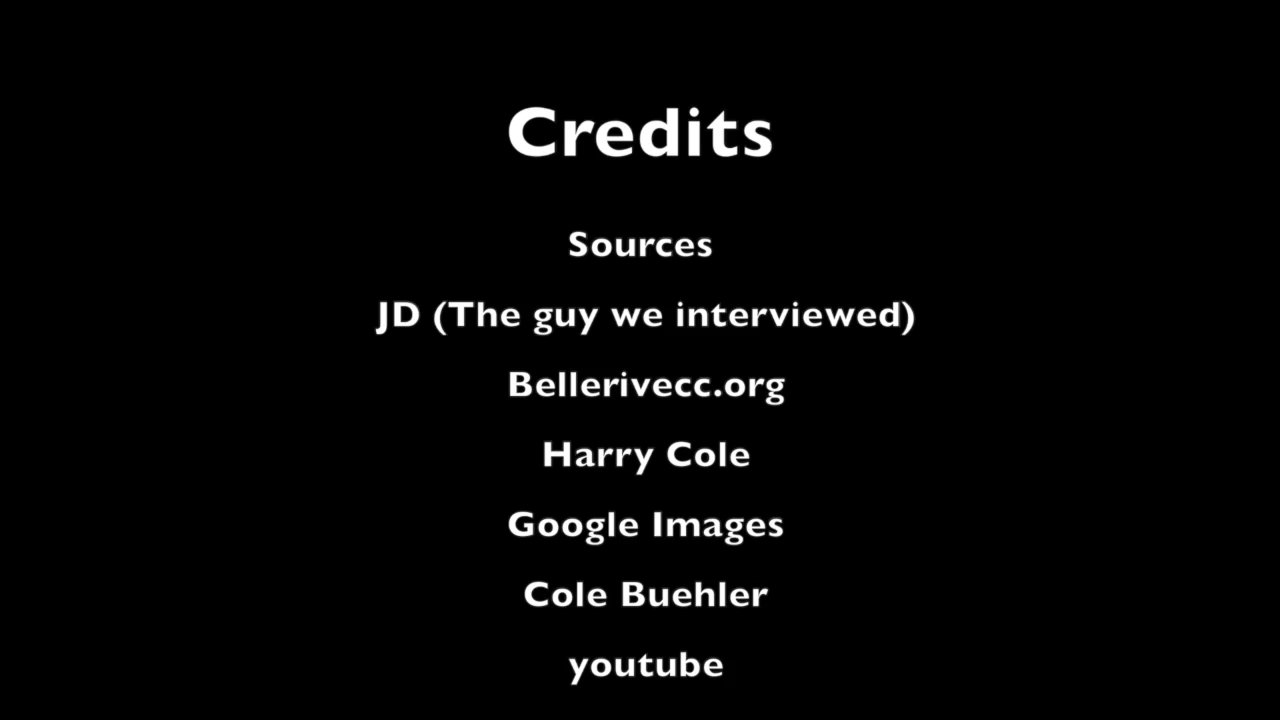 Credits
Sources
JD (The guy we interviewed)
Bellerivecc.org
Harry Cole
Google Images
Cole Buehler
youtube